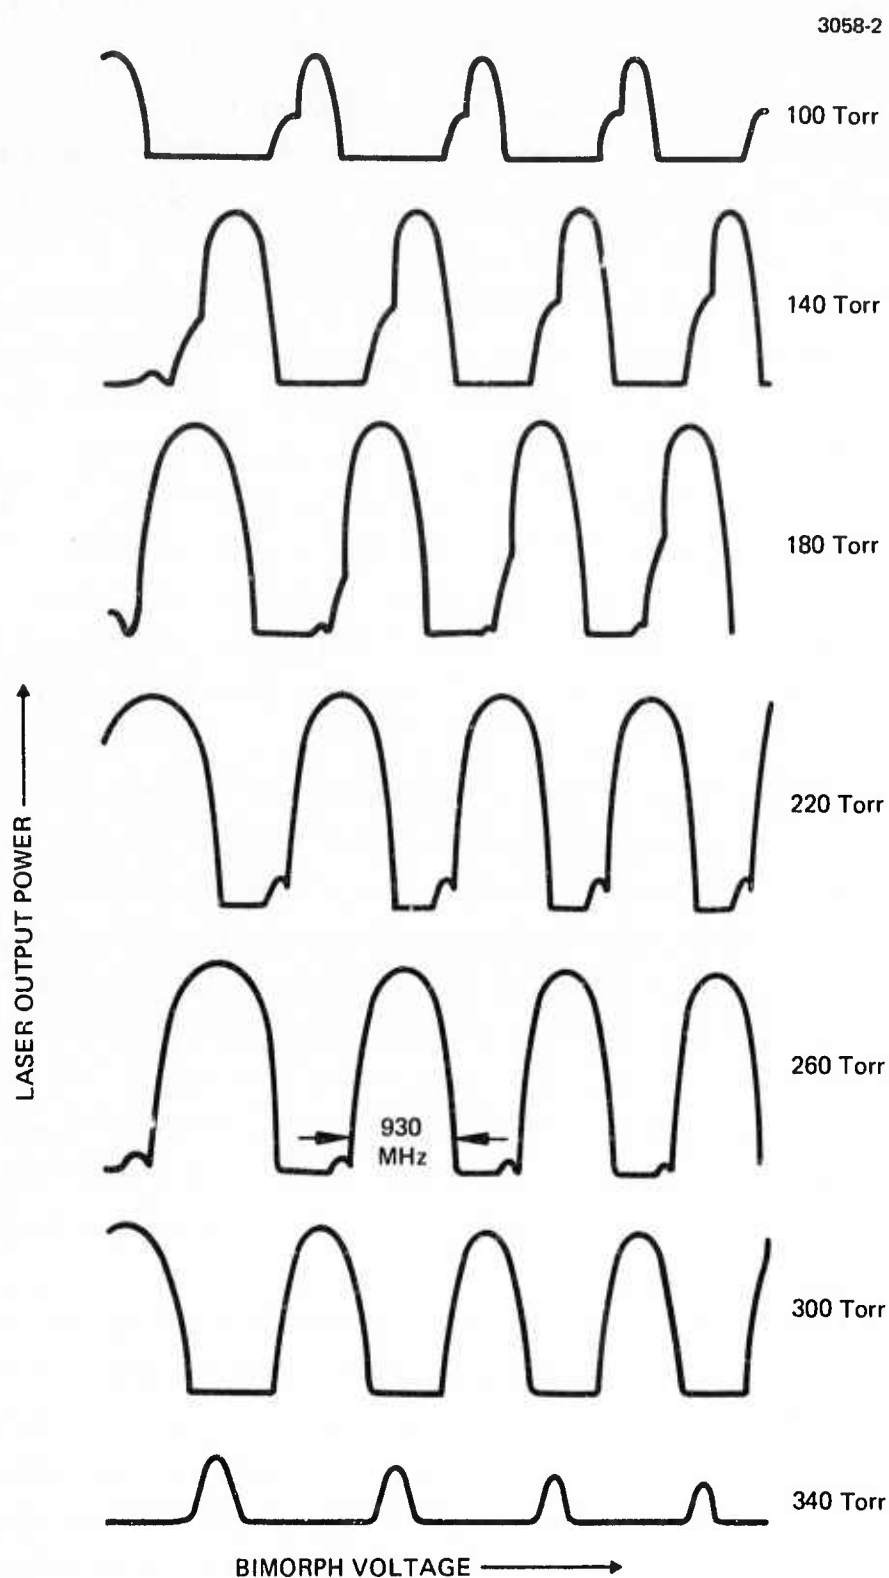 3058-2
100 Torr
140 Torr
180 Torr
220 Torr
260 Torr
930
MHz
300 Torr
340 Torr
LASER OUTPUT POWER
BIMORPH VOLTAGE